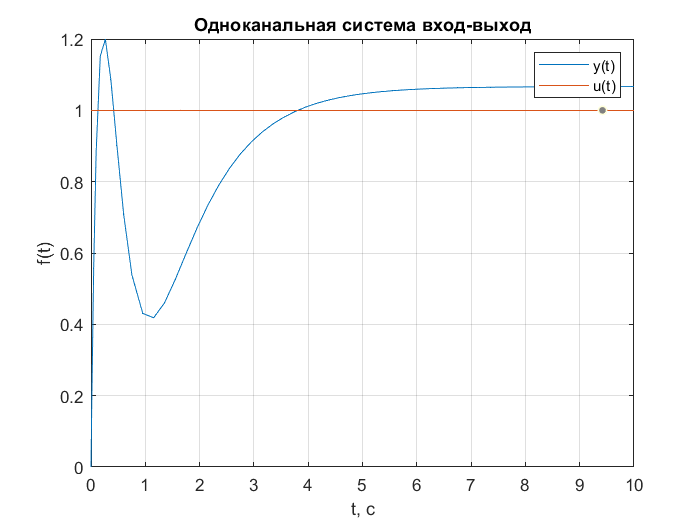 Одноканальная система вход-выход
f(t)
1.2
1
0.8
0.6
0.4
0.2
0
y(t)
u(t)
0 1 2 3 4 5 6 7 8 9 10
t, с